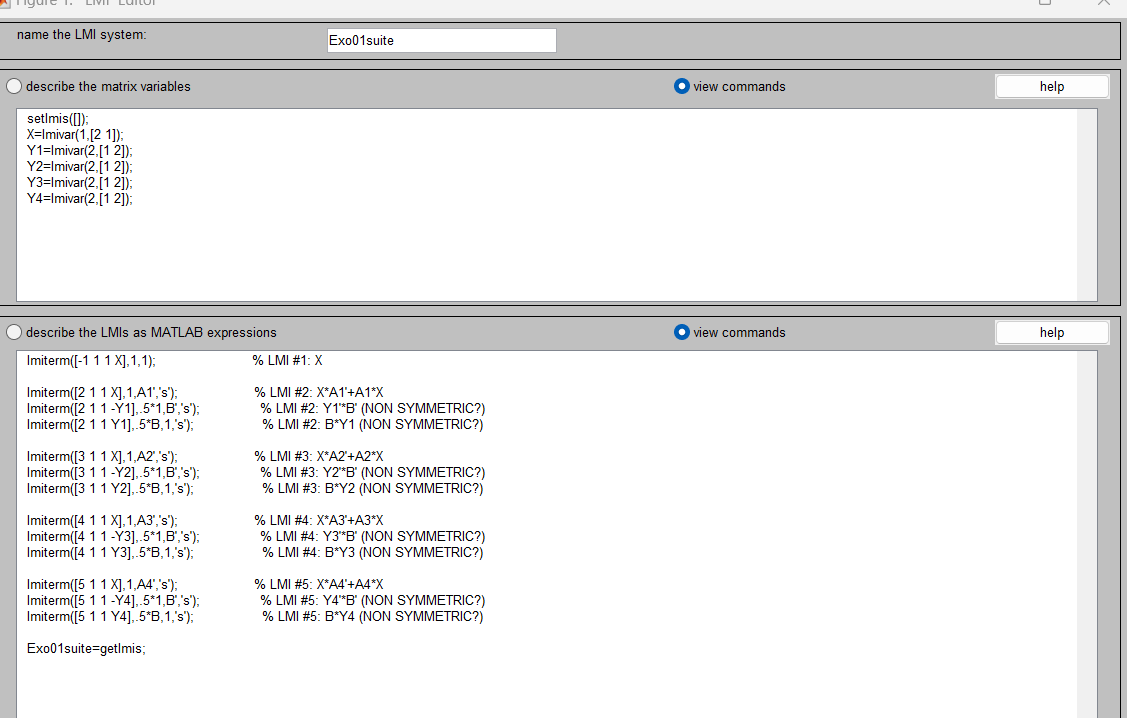 Figure 1: LMI Editor
name the LMI system:
Exo01suite
describe the matrix variables
view commands
help
setlmis([]);
X=lmivar(1,[2 1]);
Y1=lmivar(2,[1 2]);
Y2=lmivar(2,[1 2]);
Y3=lmivar(2,[1 2]);
Y4=lmivar(2,[1 2]);
describe the LMIs as MATLAB expressions
view commands
help
lmiterm([-1 1 1 X],1,1); % LMI #1: X
lmiterm([2 1 1 X],1,A1','s'); % LMI #2: X*A1'+A1*X
lmiterm([2 1 1 -Y1],.5*1,B','s'); % LMI #2: Y1'*B' (NON SYMMETRIC?)
lmiterm([2 1 1 Y1],.5*B,1,'s'); % LMI #2: B*Y1 (NON SYMMETRIC?)
lmiterm([3 1 1 X],1,A2','s'); % LMI #3: X*A2'+A2*X
lmiterm([3 1 1 -Y2],.5*1,B','s'); % LMI #3: Y2'*B' (NON SYMMETRIC?)
lmiterm([3 1 1 Y2],.5*B,1,'s'); % LMI #3: B*Y2 (NON SYMMETRIC?)
lmiterm([4 1 1 X],1,A3','s'); % LMI #4: X*A3'+A3*X
lmiterm([4 1 1 -Y3],.5*1,B','s'); % LMI #4: Y3'*B' (NON SYMMETRIC?)
lmiterm([4 1 1 Y3],.5*B,1,'s'); % LMI #4: B*Y3 (NON SYMMETRIC?)
lmiterm([5 1 1 X],1,A4','s'); % LMI #5: X*A4'+A4*X
lmiterm([5 1 1 -Y4],.5*1,B','s'); % LMI #5: Y4'*B' (NON SYMMETRIC?)
lmiterm([5 1 1 Y4],.5*B,1,'s'); % LMI #5: B*Y4 (NON SYMMETRIC?)
Exo01suite=getlmis;